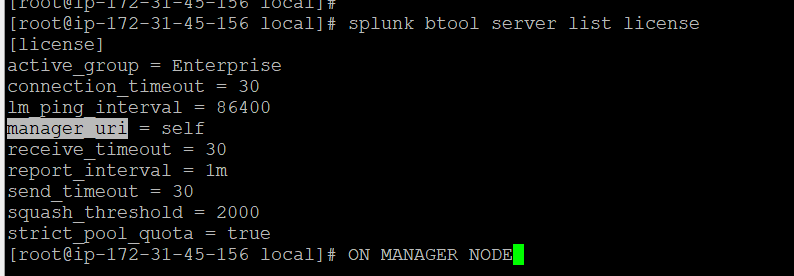 [root@ip-172-31-45-156 local]#
[root@ip-172-31-45-156 local]# splunk btool server list license
[license]
active_group = Enterprise
connection_timeout = 30
lm_ping_interval = 86400
manager_uri = self
receive_timeout = 30
report_interval = 1m
send_timeout = 30
squash_threshold = 2000
strict_pool_quota = true
[root@ip-172-31-45-156 local]# ON MANAGER NODE